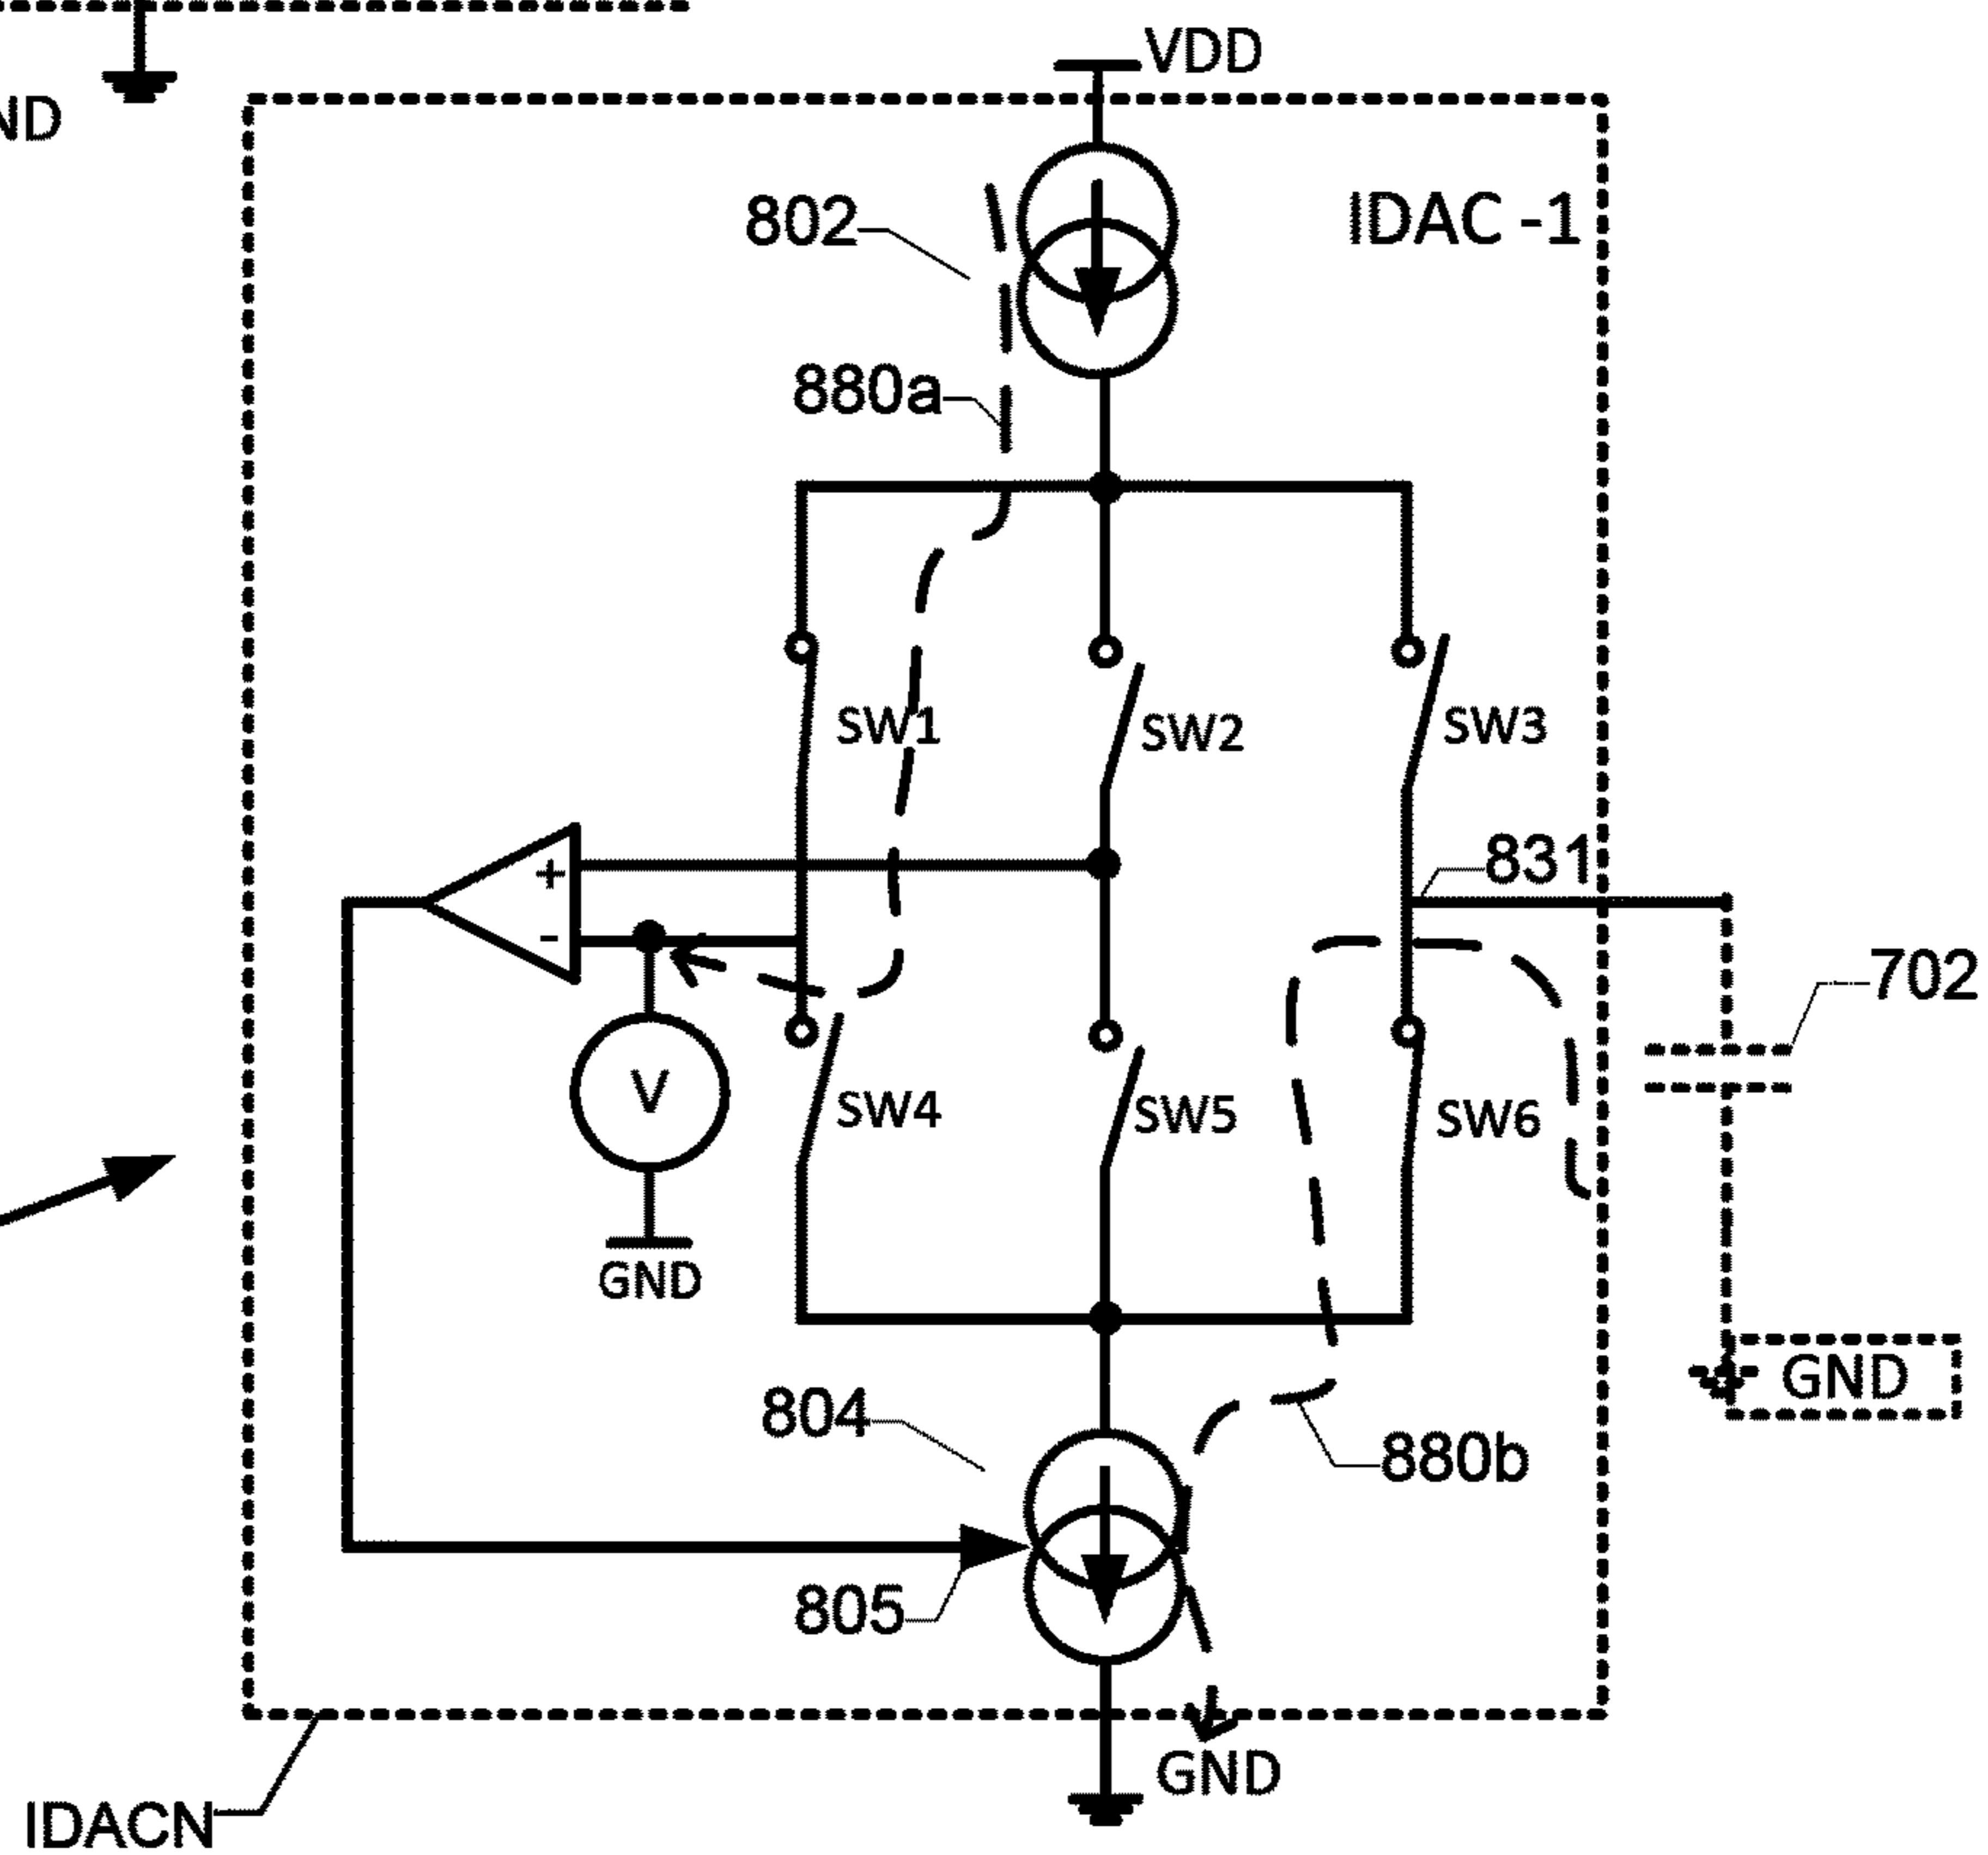 VDD
ND
802
IDAC -1
880a
SW1
SW2
SW3
+
-
831
702
V
SW4
SW5
SW6
GND
GND
804
880b
805
GND
IDACN